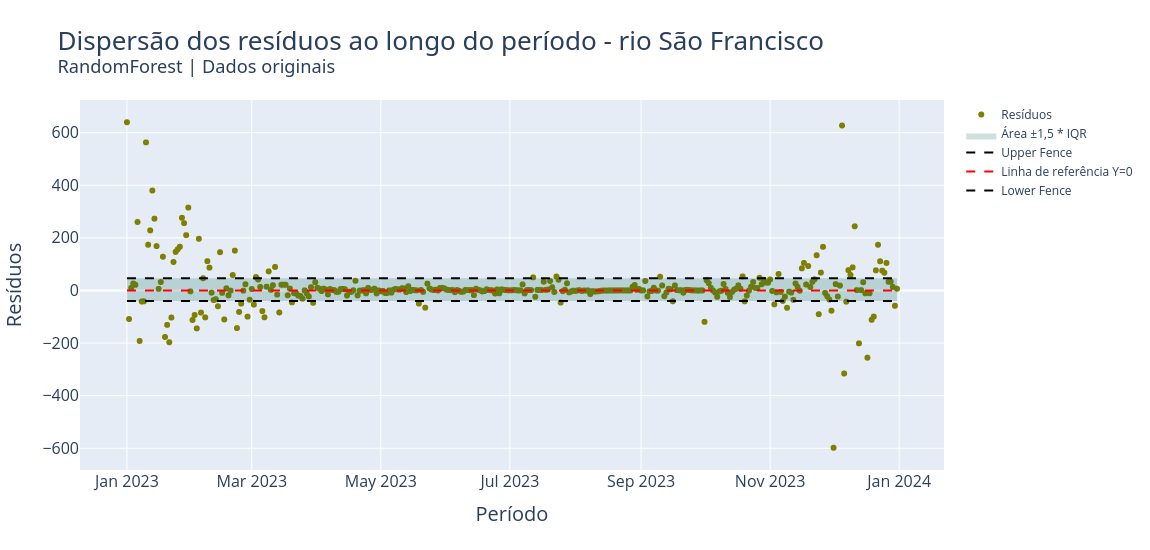 Dispersão dos resíduos ao longo do período - rio São Francisco
RandomForest | Dados originais
Resíduos
600
400
200
0
−200
−400
−600
Jan 2023
Mar 2023
May 2023
Jul 2023
Sep 2023
Nov 2023
Jan 2024
Período
Resíduos
Área ±1,5 * IQR
Upper Fence
Linha de referência Y=0
Lower Fence